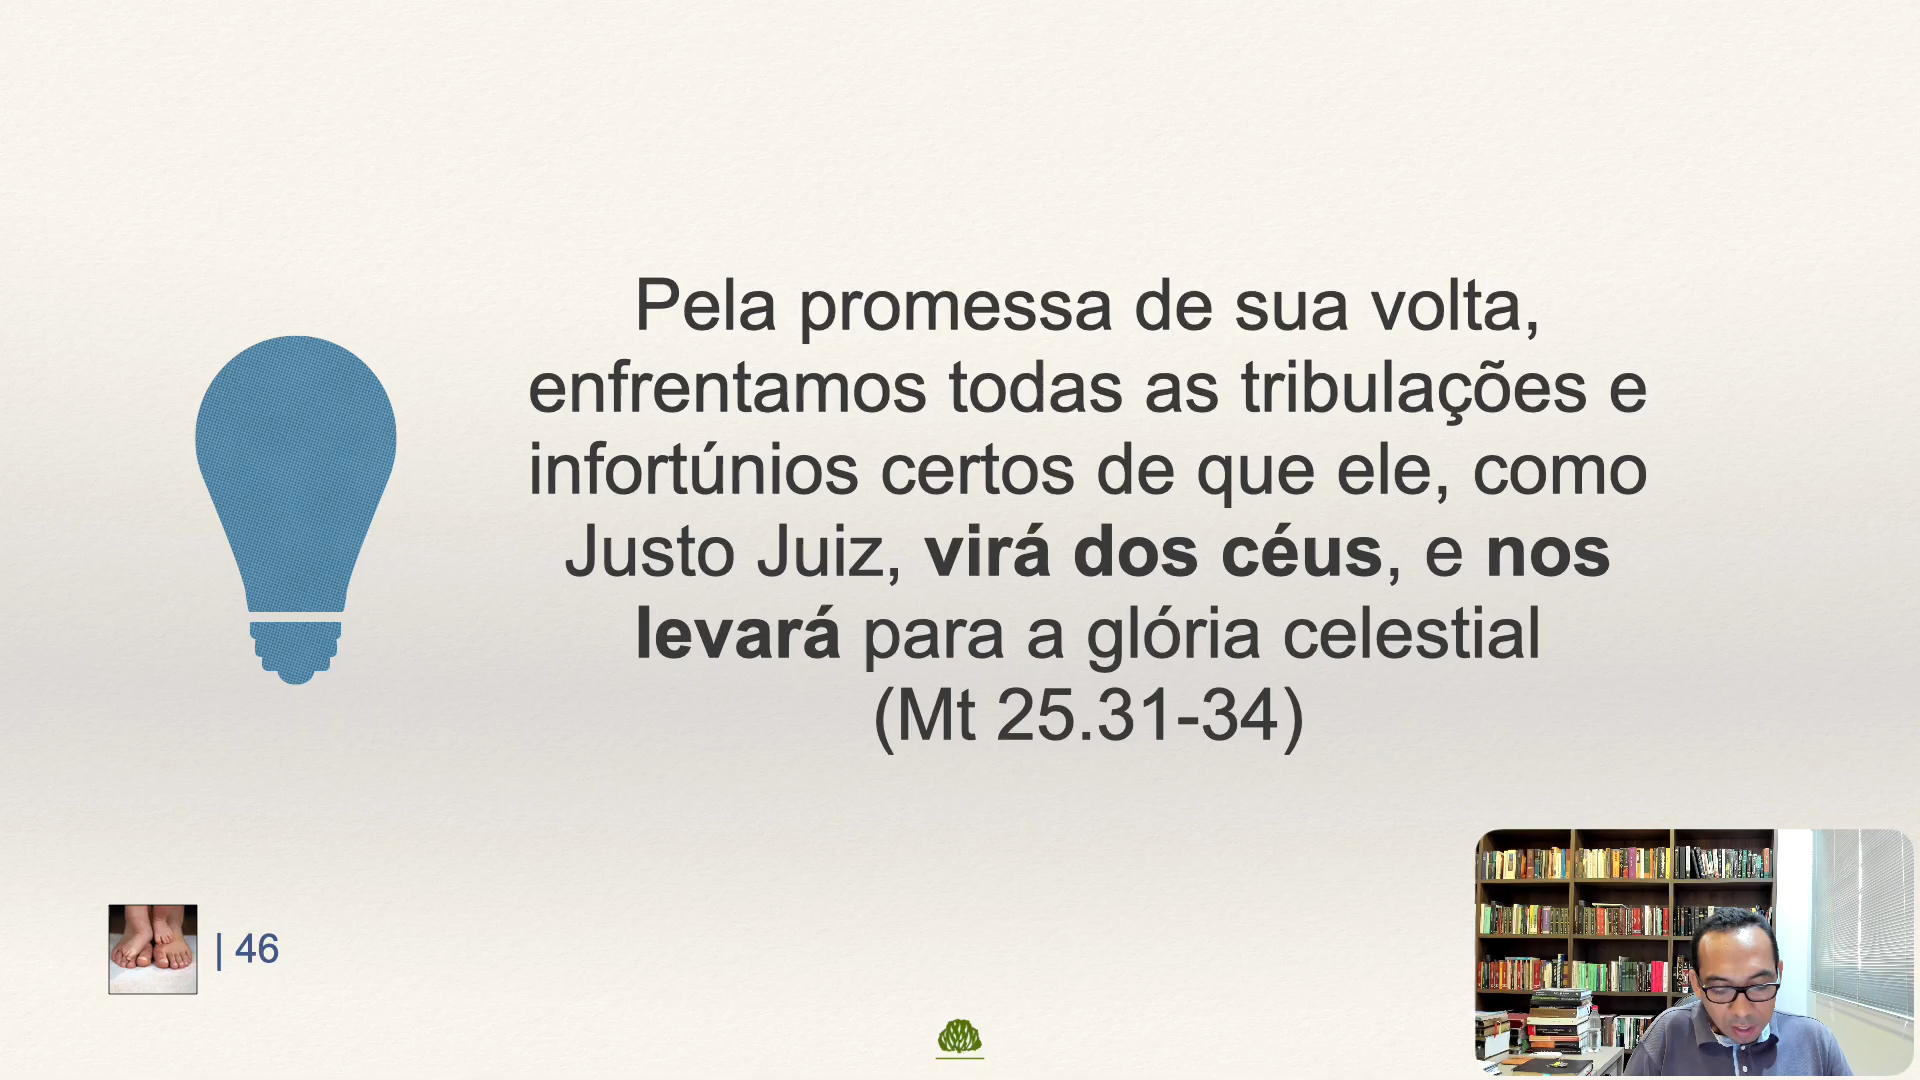 Pela promessa de sua volta,
enfrentamos todas as tribulações e
infortúnios certos de que ele, como
Justo Juiz, virá dos céus, e nos
levará para a glória celestial
(Mt 25.31-34)
| 46